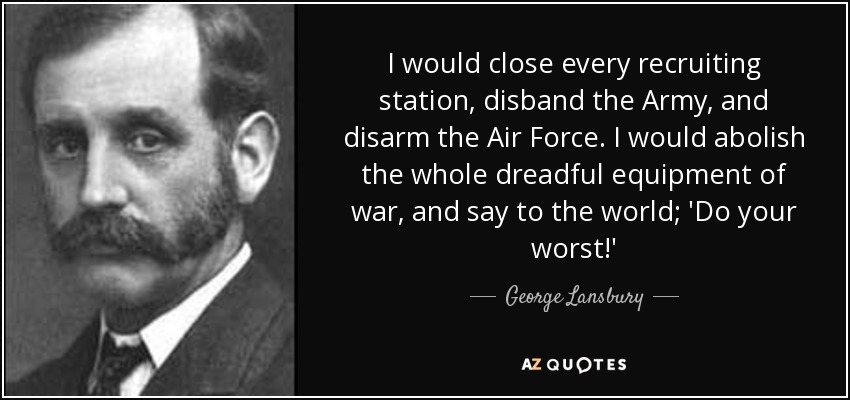 I would close every recruiting
station, disband the Army, and
disarm the Air Force. I would abolish
the whole dreadful equipment of
war, and say to the world; 'Do your
worst!'
George Lansbury
AZ QUOTES